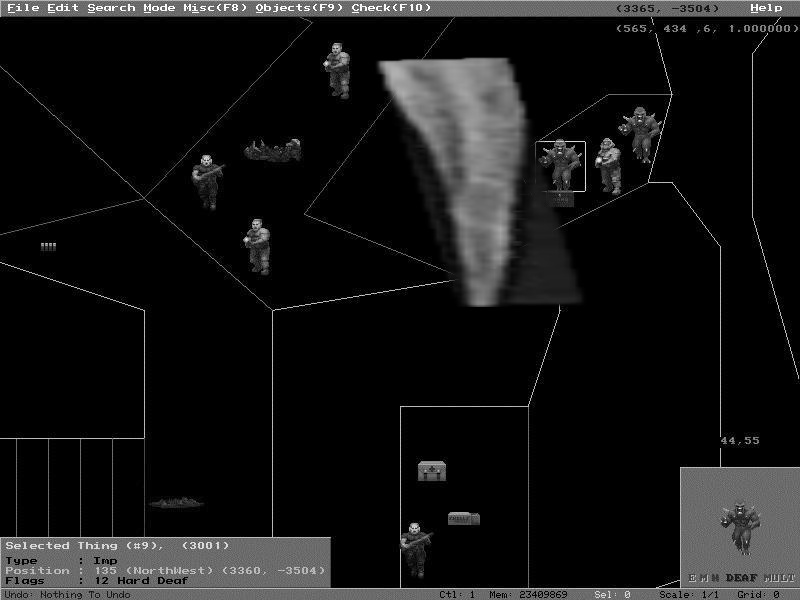 File Edit Search Mode Misc(F8) Objects(F9) Check(F10) (3365, -3504) Help
(565, 434 ,6, 1.000000)
44,55
Selected Thing (#9), (3001)
Type : Imp
Position : 135 (NorthWest) (3360, -3504)
Flags : 12 Hard Deaf
E M H DEAF MULT
Undo: Nothing To Undo Ctl: 1 Mem: 23409869 Sel: 0 Scale: 1/1 Grid: 0